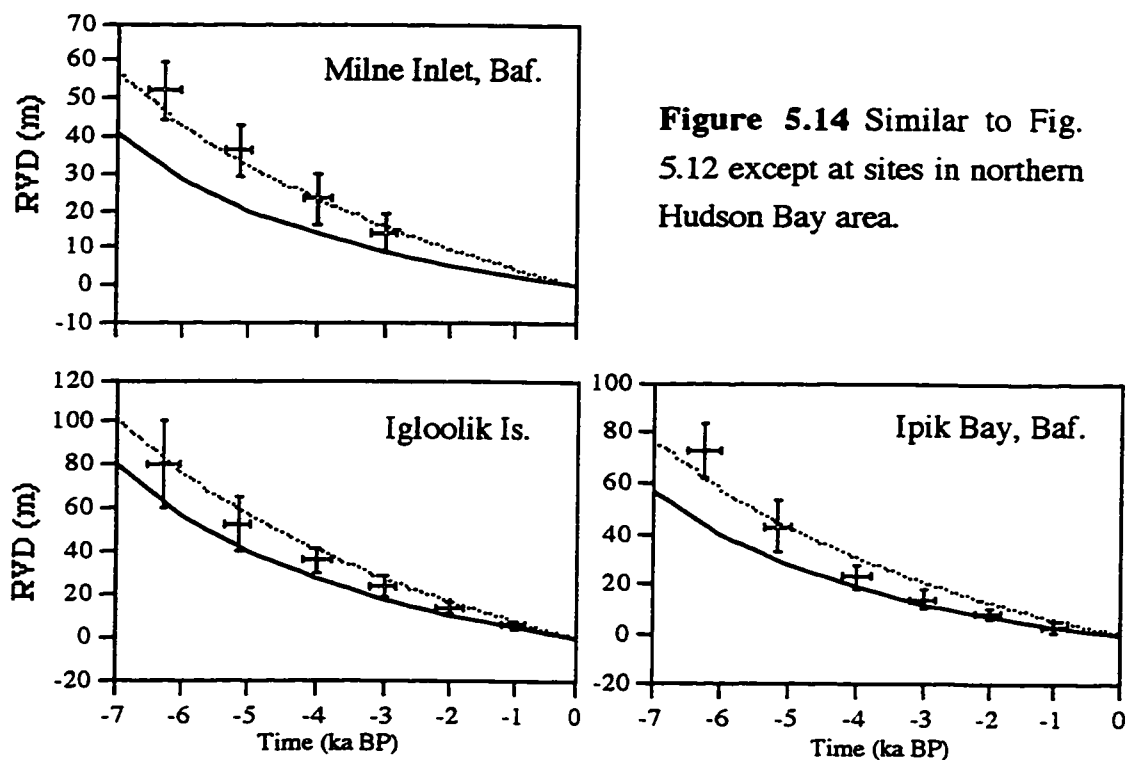 70
60
50
40
30
20
10
0
-10
RVD (m)
Milne Inlet, Baf.
Figure 5.14 Similar to Fig.
5.12 except at sites in northern
Hudson Bay area.
120
100
80
60
40
20
0
-20
RVD (m)
Igloolik Is.
-7 -6 -5 -4 -3 -2 -1 0
Time (ka BP)
100
80
60
40
20
0
-20
Ipik Bay, Baf.
-7 -6 -5 -4 -3 -2 -1 0
Time (ka BP)